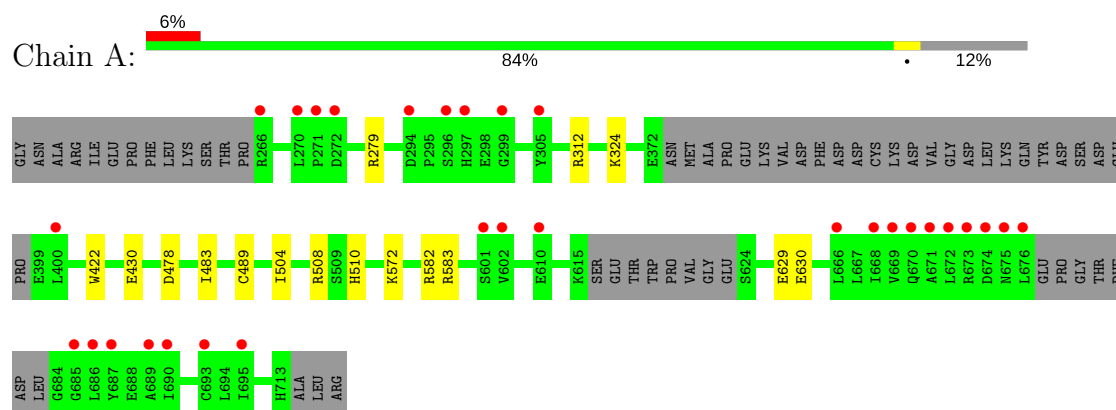 6%
Chain A:
84% • 12%
GLY ASN ALA ARG ILE GLU PRO PHE LEU LYS SER THR PRO R266 L270 P271 D272 R279 D294 P295 S296 H297 E298 G299 Y305 R312 K324 E372 ASN MET ALA PRO GLU LYS VAL ASP PHE ASP ASP CYS LYS ASP VAL GLY ASP LEU LYS GLN TYR ASP SER ASP GLU
PRO E399 L400 W422 E430 D478 I483 C489 I504 R508 S509 H510 K572 R582 R583 S601 V602 E610 K615 SER GLU THR TRP PRO VAL GLY GLU S624 E629 E630 L666 L667 I668 V669 Q670 A671 L672 R673 D674 N675 L676 GLU PRO GLY THR PHE
ASP LEU G684 G685 L686 Y687 E688 A689 I690 C693 L694 I695 H713 ALA LEU ARG